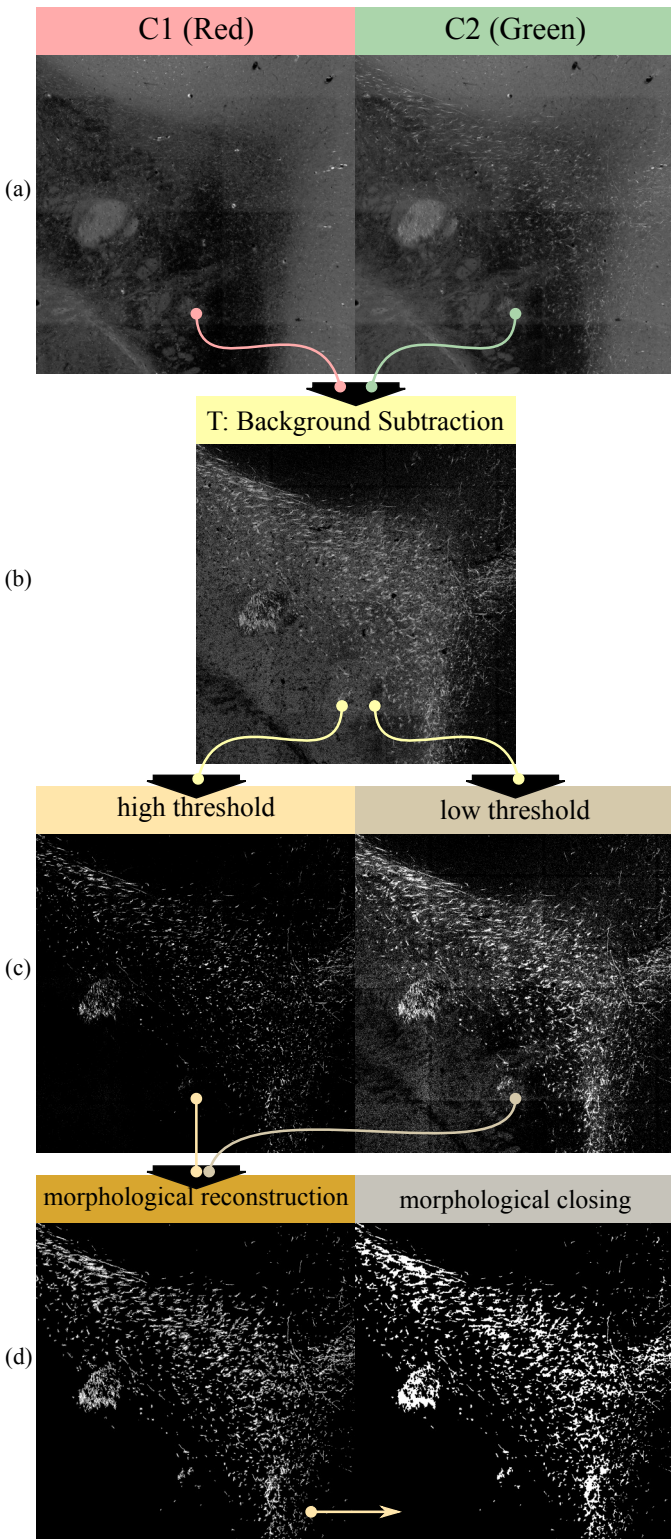 C1 (Red)
C2 (Green)
(a)
T: Background Subtraction
(b)
high threshold
low threshold
(c)
morphological reconstruction
morphological closing
(d)